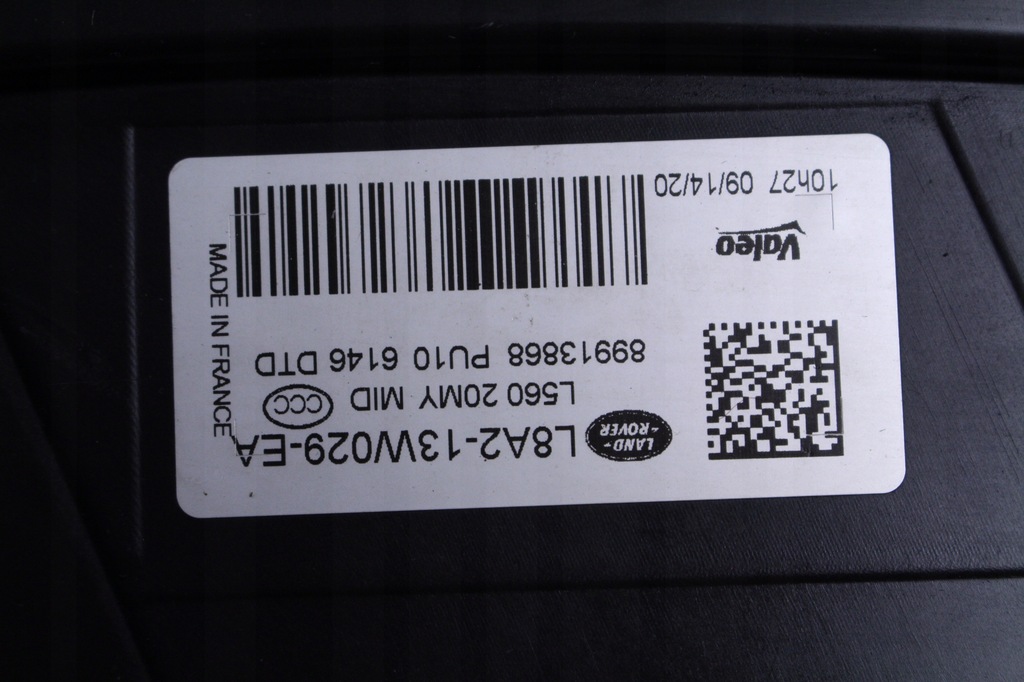 LAND-
-ROVER
L8A2-13W029-EA
L560 20MY MID CCC
89913868 PU10 6146 DTD
Valeo
10h27 09/14/20
MADE IN FRANCE